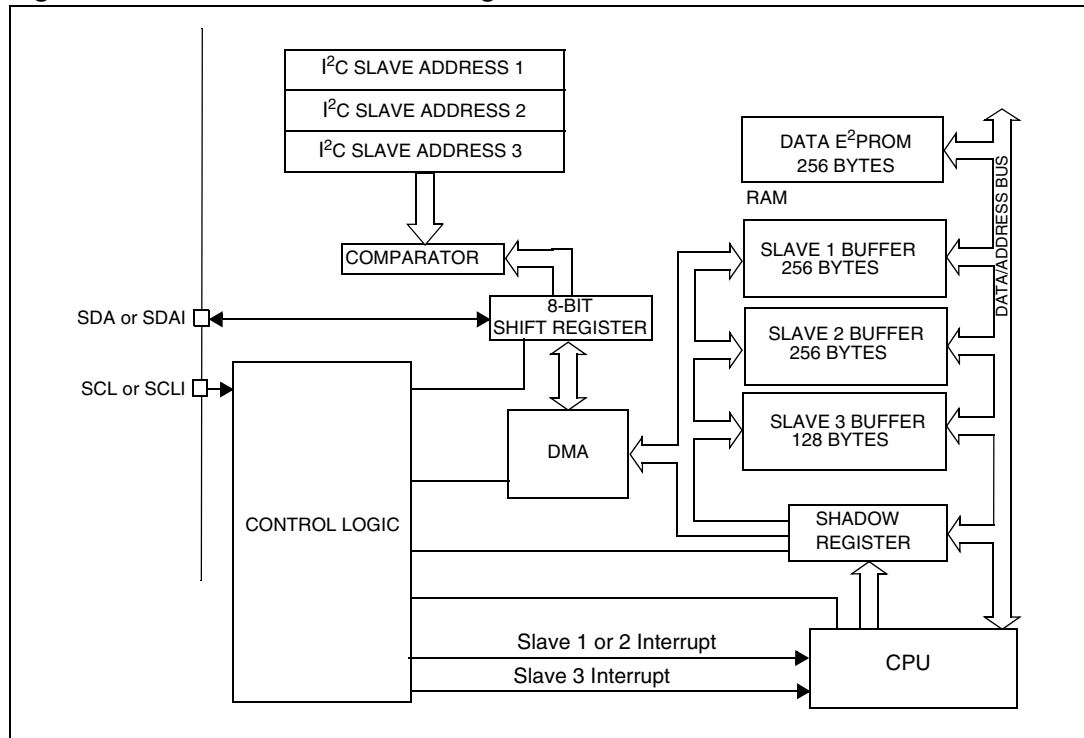 I²C SLAVE ADDRESS 1
I²C SLAVE ADDRESS 2
I²C SLAVE ADDRESS 3
DATA E²PROM
256 BYTES
RAM
DATA/ADDRESS BUS
COMPARATOR
SLAVE 1 BUFFER
256 BYTES
8-BIT
SHIFT REGISTER
SDA or SDAI
SLAVE 2 BUFFER
256 BYTES
SCL or SCLI
SLAVE 3 BUFFER
128 BYTES
DMA
CONTROL LOGIC
SHADOW
REGISTER
Slave 1 or 2 Interrupt
Slave 3 Interrupt
CPU